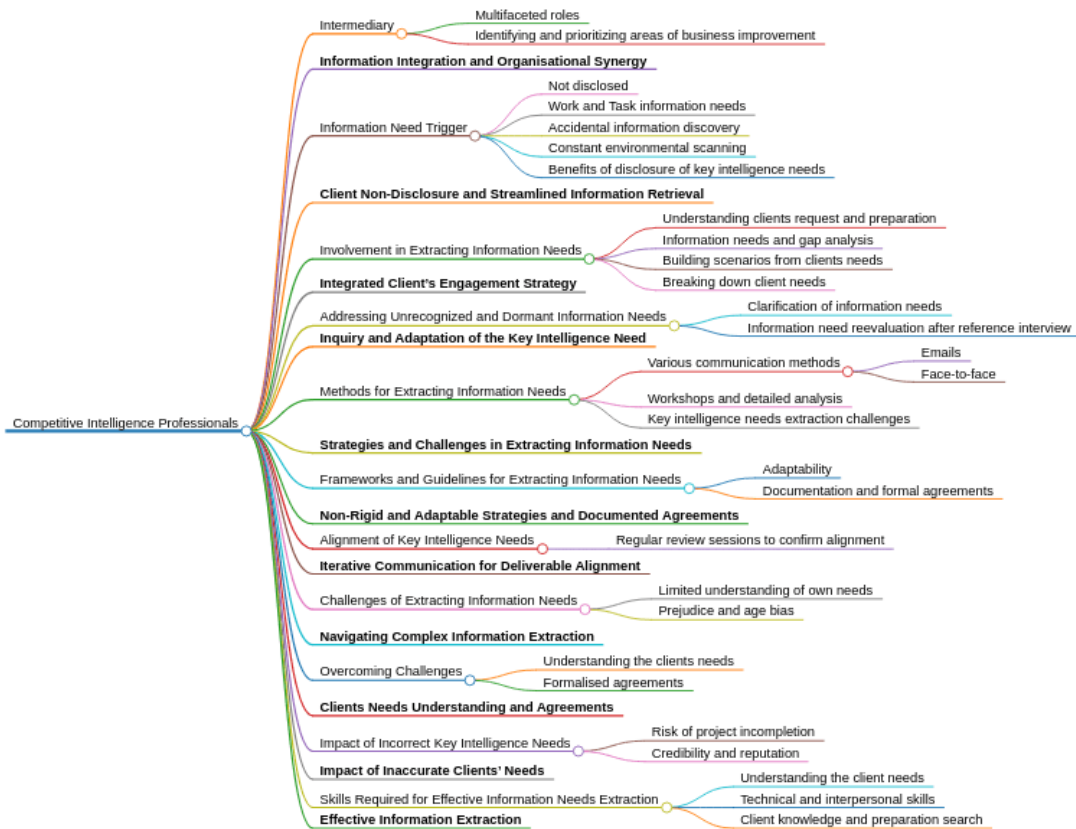 Competitive Intelligence Professionals
Intermediary
Multifaceted roles
Identifying and prioritizing areas of business improvement
Information Integration and Organisational Synergy
Information Need Trigger
Not disclosed
Work and Task information needs
Accidental information discovery
Constant environmental scanning
Benefits of disclosure of key intelligence needs
Client Non-Disclosure and Streamlined Information Retrieval
Involvement in Extracting Information Needs
Understanding clients request and preparation
Information needs and gap analysis
Building scenarios from clients needs
Breaking down client needs
Integrated Client’s Engagement Strategy
Addressing Unrecognized and Dormant Information Needs
Clarification of information needs
Information need reevaluation after reference interview
Inquiry and Adaptation of the Key Intelligence Need
Methods for Extracting Information Needs
Various communication methods
Emails
Face-to-face
Workshops and detailed analysis
Key intelligence needs extraction challenges
Strategies and Challenges in Extracting Information Needs
Frameworks and Guidelines for Extracting Information Needs
Adaptability
Documentation and formal agreements
Non-Rigid and Adaptable Strategies and Documented Agreements
Alignment of Key Intelligence Needs
Regular review sessions to confirm alignment
Iterative Communication for Deliverable Alignment
Challenges of Extracting Information Needs
Limited understanding of own needs
Prejudice and age bias
Navigating Complex Information Extraction
Overcoming Challenges
Understanding the clients needs
Formalised agreements
Clients Needs Understanding and Agreements
Impact of Incorrect Key Intelligence Needs
Risk of project incompletion
Credibility and reputation
Impact of Inaccurate Clients’ Needs
Skills Required for Effective Information Needs Extraction
Understanding the client needs
Technical and interpersonal skills
Client knowledge and preparation search
Effective Information Extraction